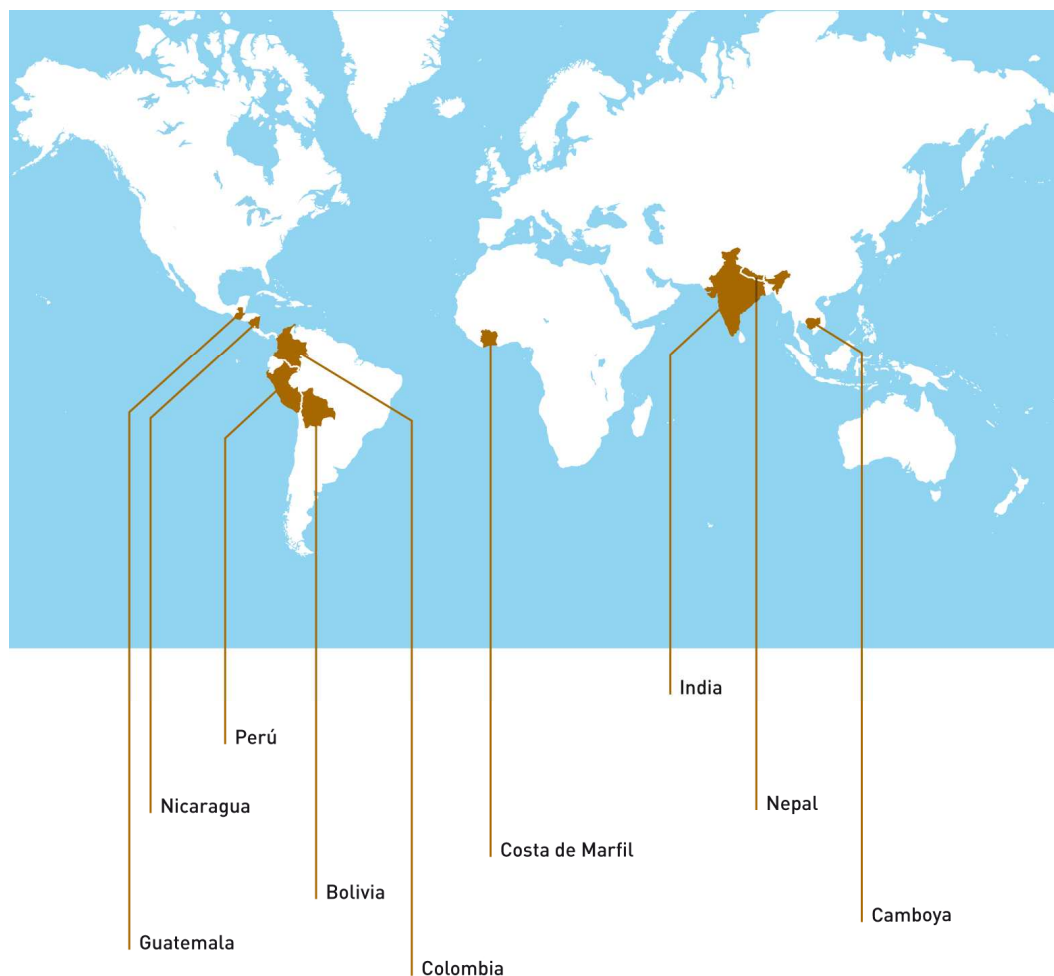 India
Perú
Nepal
Nicaragua
Costa de Marfil
Bolivia
Camboya
Guatemala
Colombia